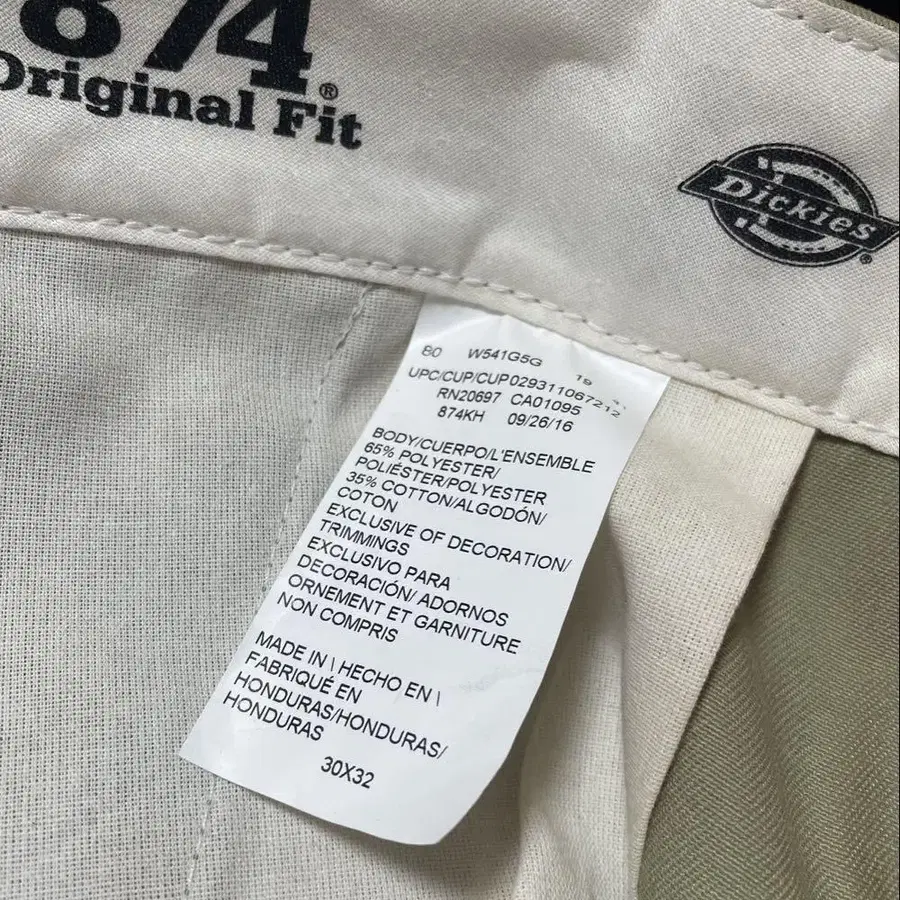 874®
Original Fit
Dickies®
80 W541G5G 19
UPC/CUP/CUP029311067212
RN20697 CA01095
874KH 09/26/16
BODY/CUERPO/L'ENSEMBLE
65% POLYESTER/
POLIÉSTER/POLYESTER
35% COTTON/ALGODÓN/
COTON
EXCLUSIVE OF DECORATION/
TRIMMINGS
EXCLUSIVO PARA
DECORACIÓN/ ADORNOS
ORNEMENT ET GARNITURE
NON COMPRIS
MADE IN \ HECHO EN \
FABRIQUÉ EN
HONDURAS/HONDURAS/
HONDURAS
30X32